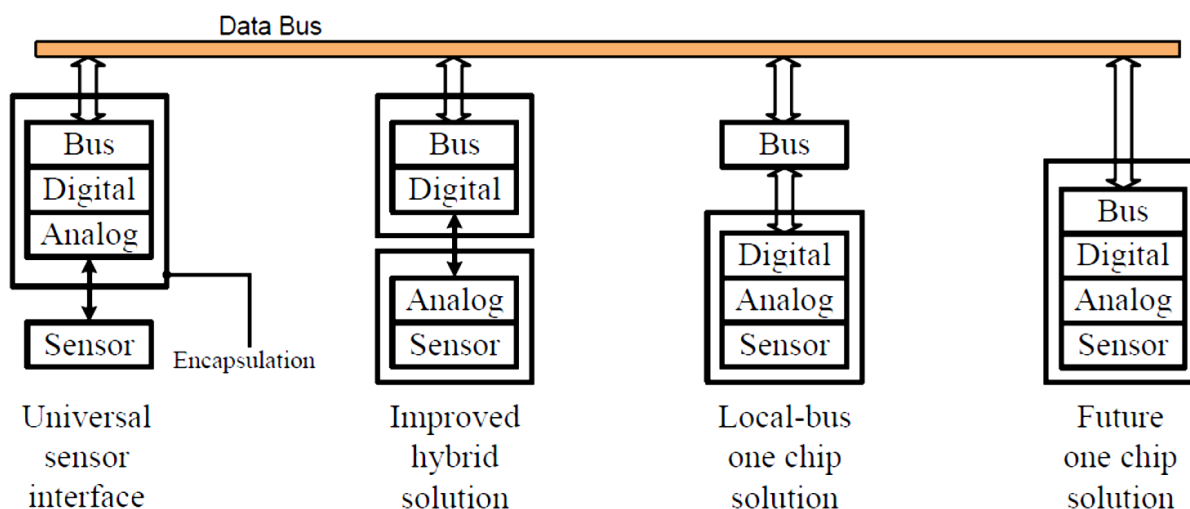 Data Bus
Bus
Digital
Analog
Sensor
Encapsulation
Universal
sensor
interface
Bus
Digital
Analog
Sensor
Improved
hybrid
solution
Bus
Digital
Analog
Sensor
Local-bus
one chip
solution
Bus
Digital
Analog
Sensor
Future
one chip
solution